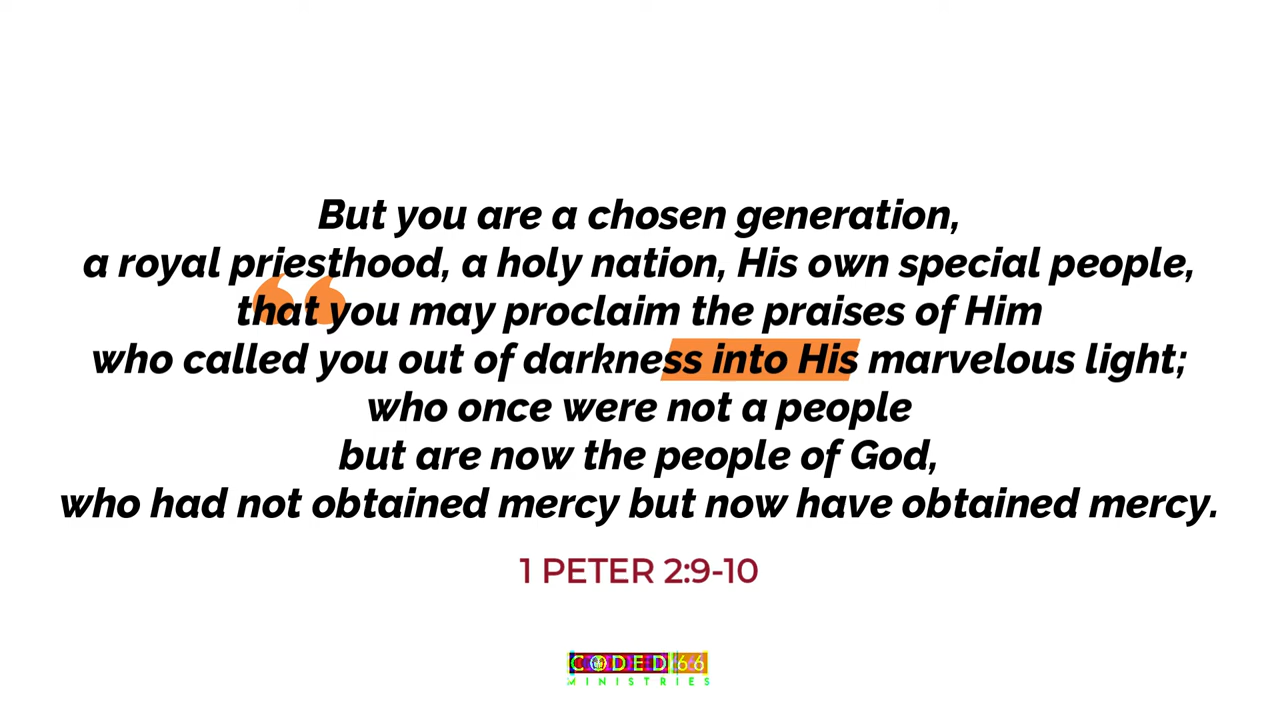 But you are a chosen generation,
a royal priesthood, a holy nation, His own special people,
that you may proclaim the praises of Him
who called you out of darkness into His marvelous light;
who once were not a people
but are now the people of God,
who had not obtained mercy but now have obtained mercy.
1 PETER 2:9-10
CODED 66
MINISTRIES